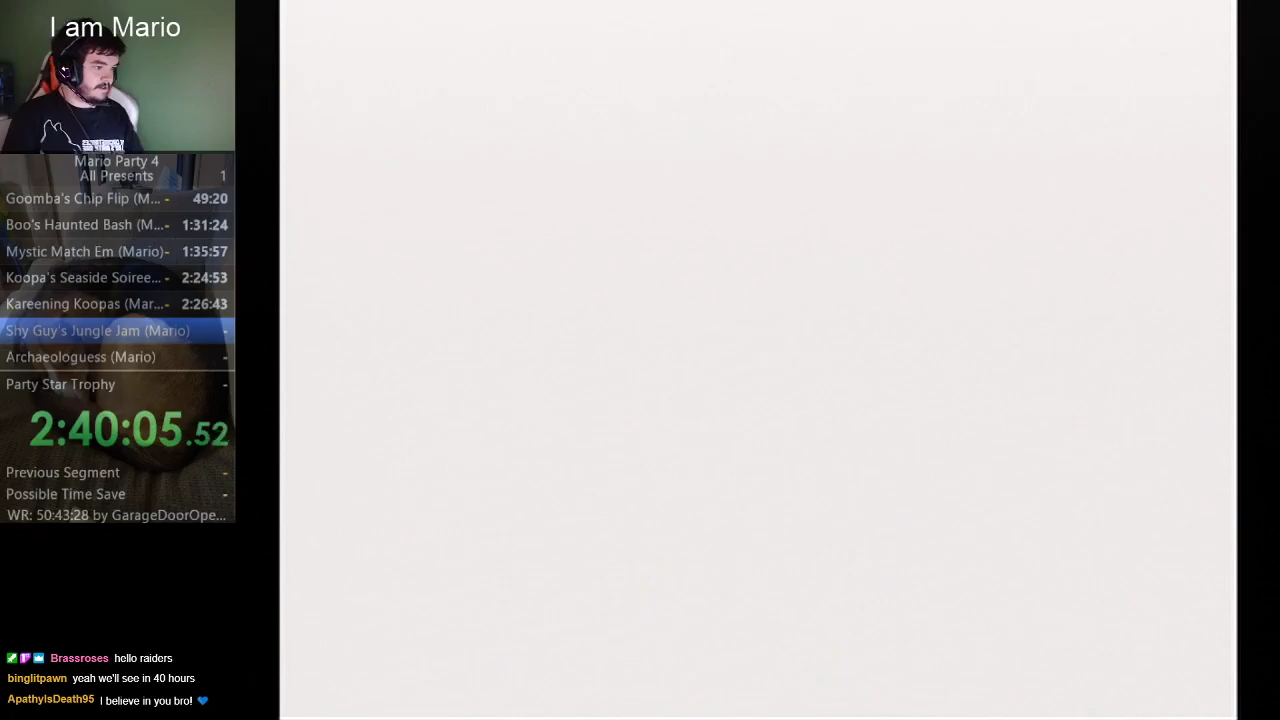 I am Mario
Mario Party 4
All Presents 1
Goomba's Chip Flip (M... - 49:20
Boo's Haunted Bash (M... - 1:31:24
Mystic Match Em (Mario) - 1:35:57
Koopa's Seaside Soiree... - 2:24:53
Kareening Koopas (Mar... - 2:26:43
Shy Guy's Jungle Jam (Mario) -
Archaeologuess (Mario) -
Party Star Trophy -
2:40:05.52
Previous Segment -
Possible Time Save -
WR: 50:43:28 by GarageDoorOpe...
Brassroses hello raiders
binglitpawn yeah we'll see in 40 hours
ApathyIsDeath95 I believe in you bro! 💙